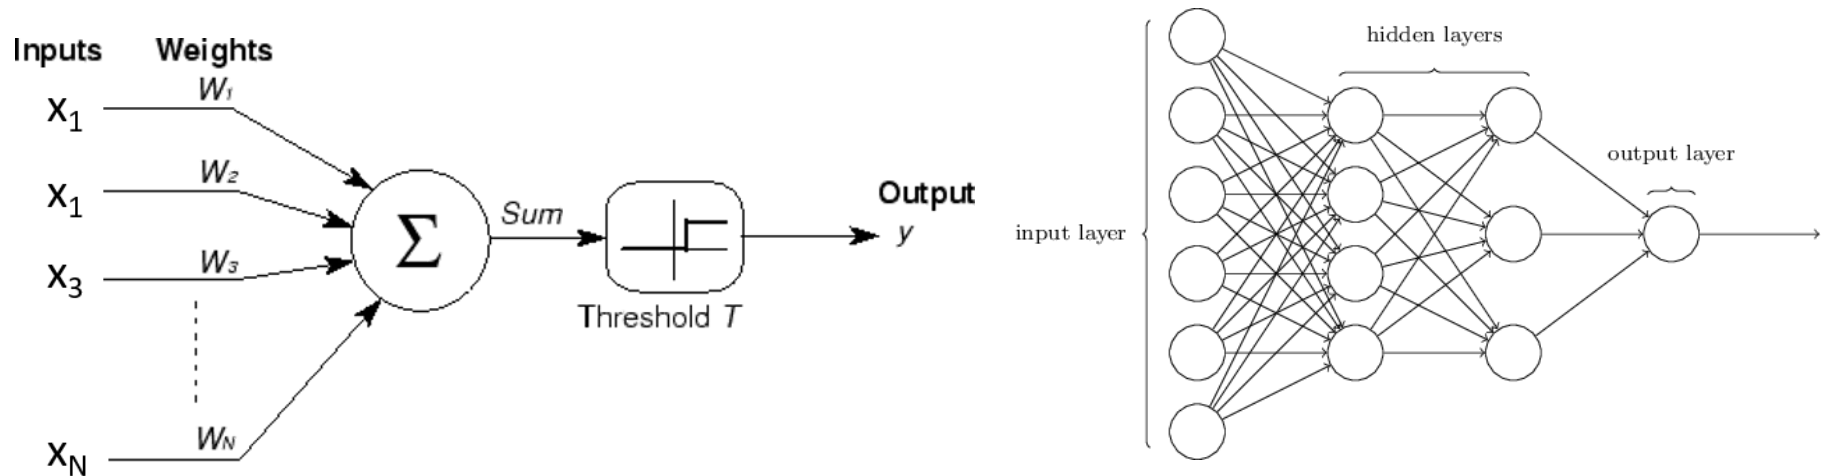 Inputs Weights
x1 W1
x1 W2
x3 W3
xN WN
Σ
Sum
Threshold T
Output
y
input layer
hidden layers
output layer